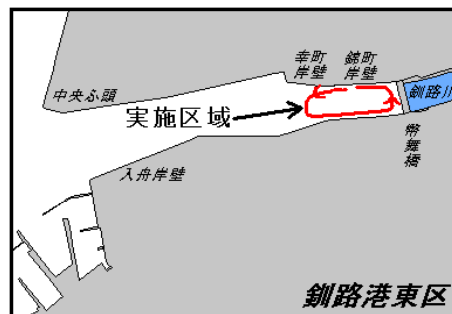 幸町
岸壁
錦町
岸壁
中央ふ頭
釧路川
実施区域
幣舞橋
入舟岸壁
釧路港東区